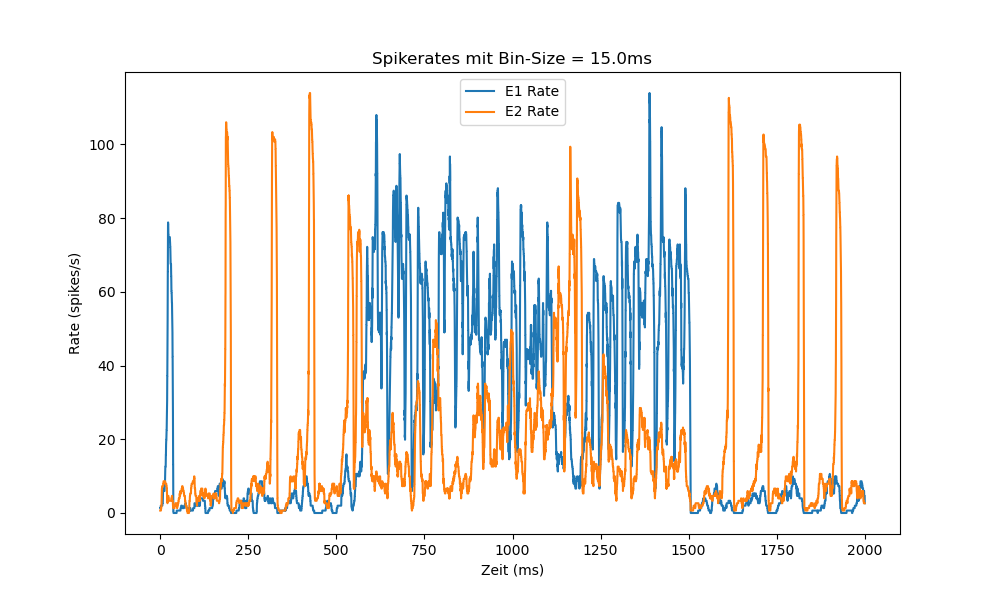 Spikerates mit Bin-Size = 15.0ms
E1 Rate
E2 Rate
Rate (spikes/s)
100
80
60
40
20
0
0 250 500 750 1000 1250 1500 1750 2000
Zeit (ms)